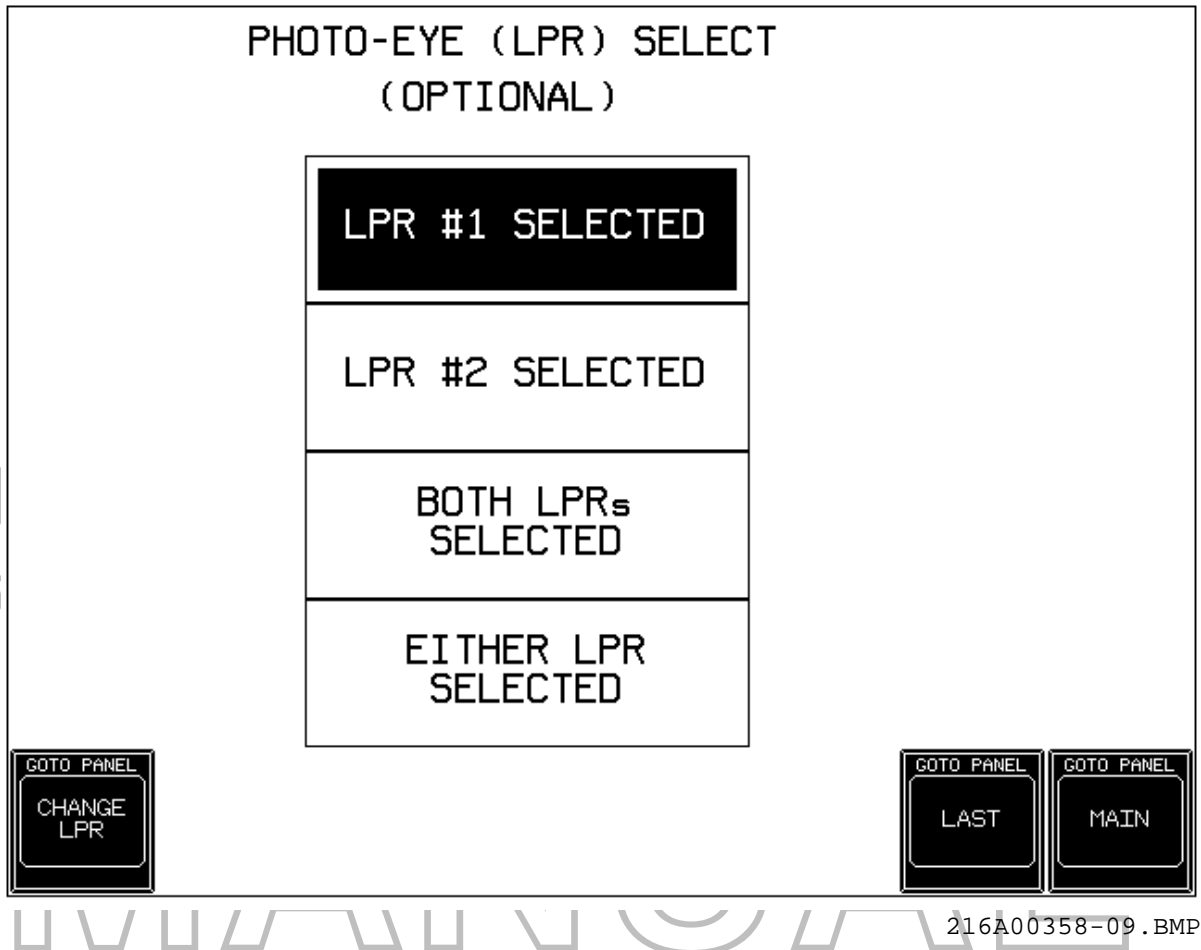 PHOTO-EYE (LPR) SELECT
(OPTIONAL)
LPR #1 SELECTED
LPR #2 SELECTED
BOTH LPRs
SELECTED
EITHER LPR
SELECTED
GOTO PANEL
CHANGE
LPR
GOTO PANEL
LAST
GOTO PANEL
MAIN
MANUAL
216A00358-09.BMP